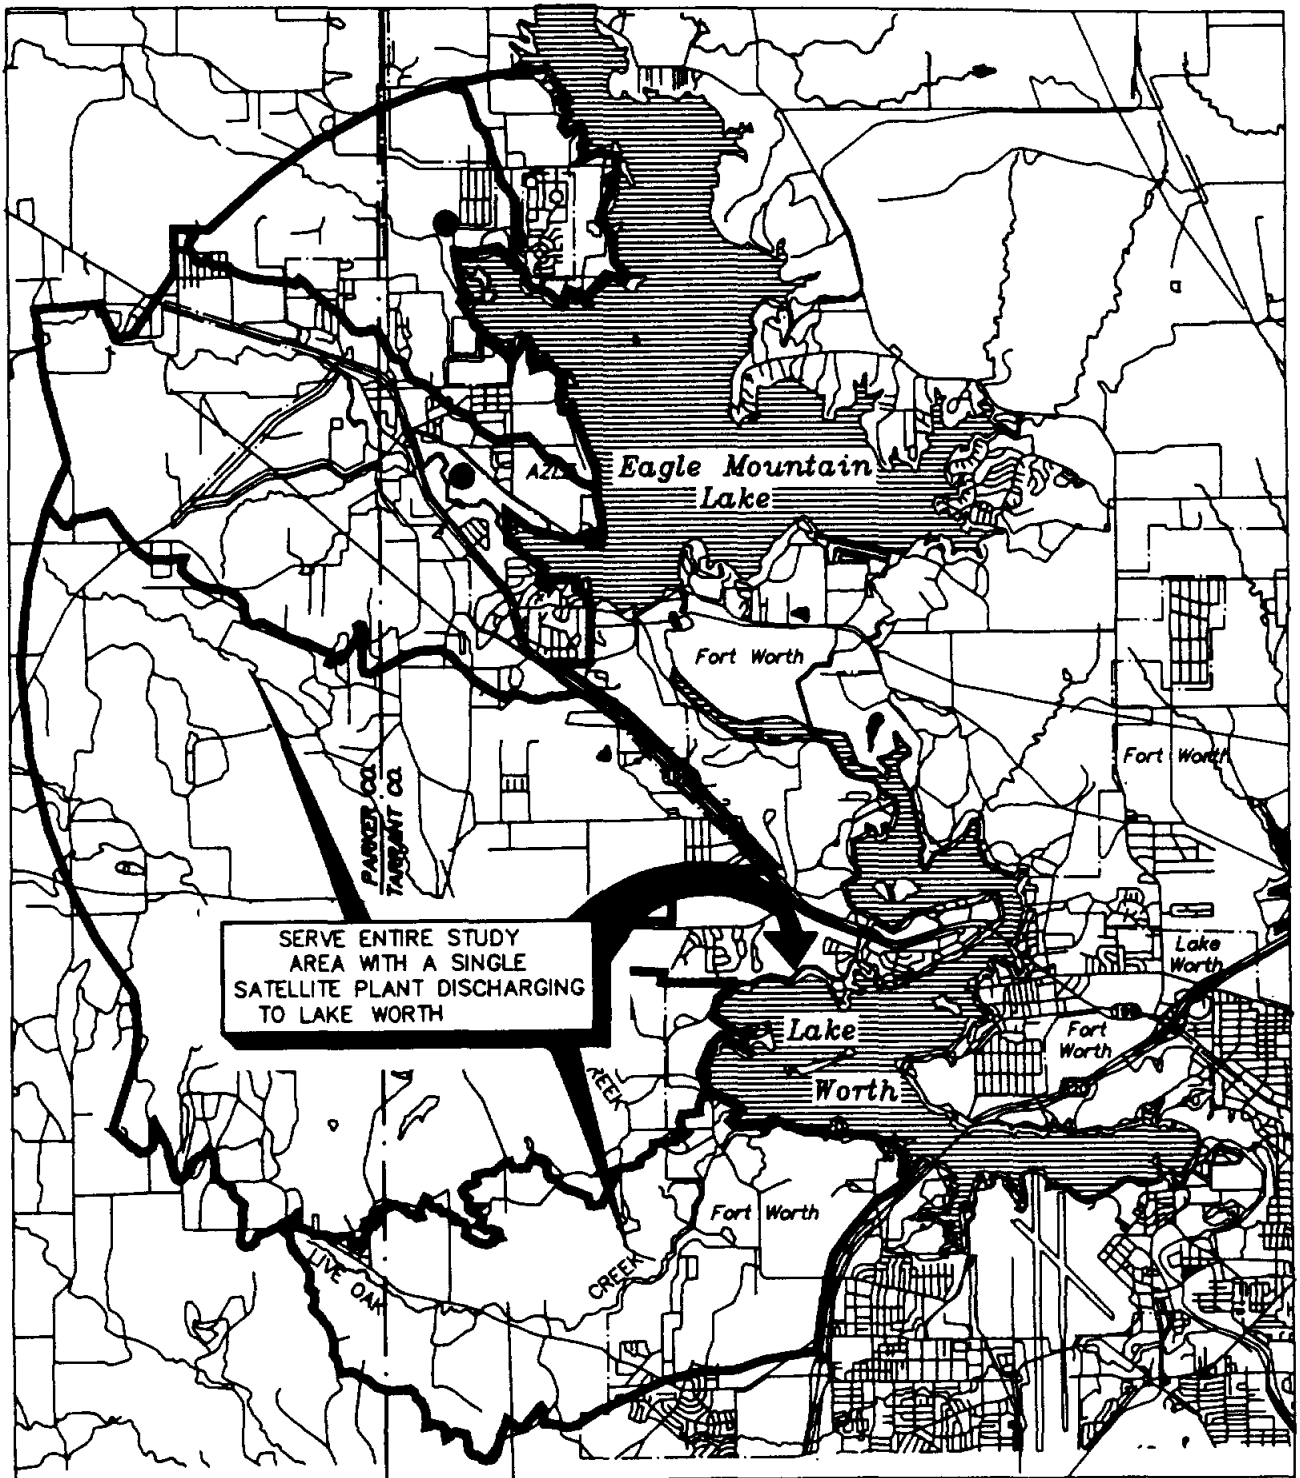 AZLE
Eagle Mountain
Lake
Fort Worth
Fort Worth
PARKER CO.
TARRANT CO.
SERVE ENTIRE STUDY
AREA WITH A SINGLE
SATELLITE PLANT DISCHARGING
TO LAKE WORTH
Lake
Worth
Lake
Worth
Fort
Worth
REEK
Fort Worth
LIVE OAK
CREEK